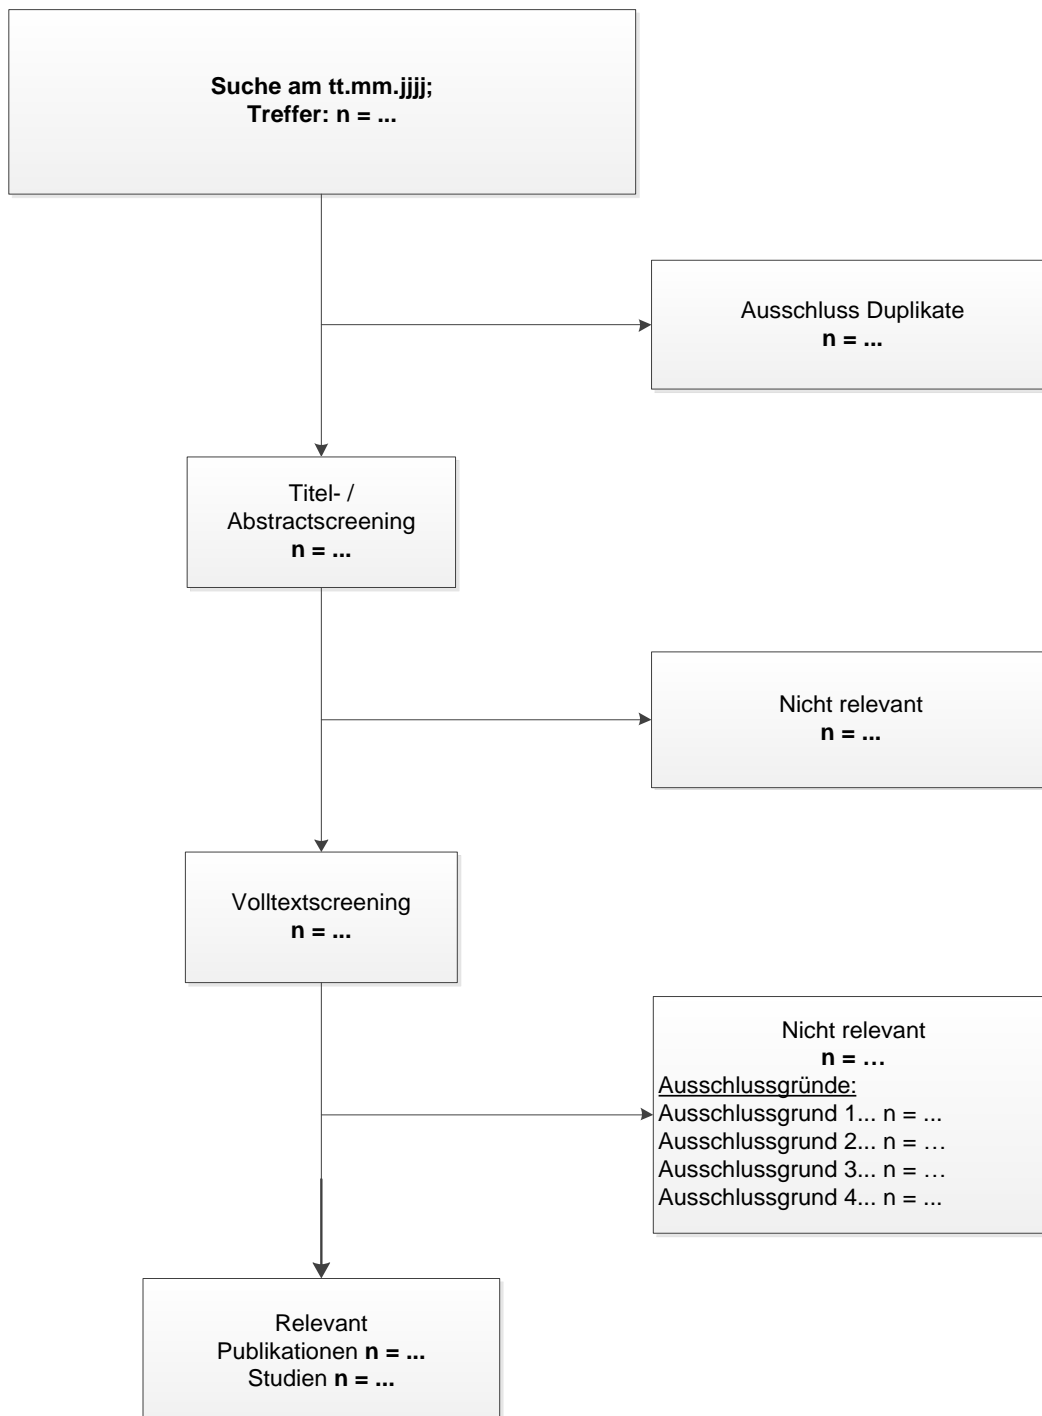 Suche am tt.mm.jjjj;
Treffer: n = ...
Ausschluss Duplikate
n = ...
Titel- /
Abstractscreening
n = ...
Nicht relevant
n = ...
Volltextscreening
n = ...
Nicht relevant
n = …
Ausschlussgründe:
Ausschlussgrund 1... n = ...
Ausschlussgrund 2... n = …
Ausschlussgrund 3... n = …
Ausschlussgrund 4... n = ...
Relevant
Publikationen n = ...
Studien n = ...